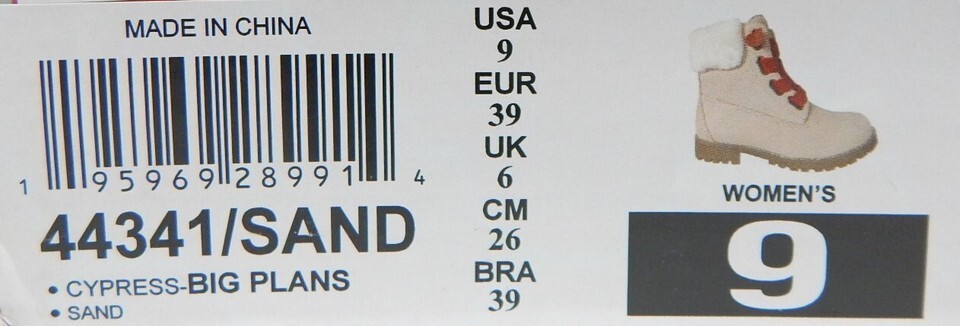 MADE IN CHINA
1 95969 28991 4
44341/SAND
• CYPRESS-BIG PLANS
• SAND
USA
9
EUR
39
UK
6
CM
26
BRA
39
WOMEN'S
9